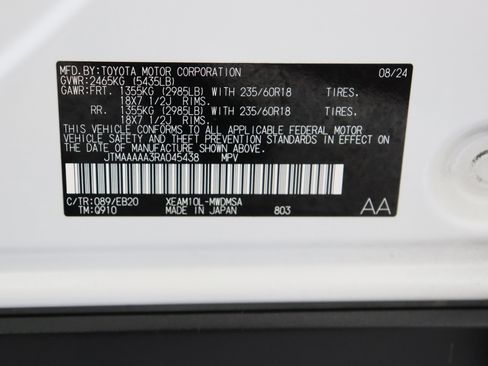 MFD.BY:TOYOTA MOTOR CORPORATION 08/24
GVWR:2465KG (5435LB)
GAWR:FRT. 1355KG (2985LB) WITH 235/60R18 TIRES.
18X7 1/2J RIMS.
RR. 1355KG (2985LB) WITH 235/60R18 TIRES.
18X7 1/2J RIMS.
THIS VEHICLE CONFORMS TO ALL APPLICABLE FEDERAL MOTOR
VEHICLE SAFETY AND THEFT PREVENTION STANDARDS IN EFFECT ON
THE DATE OF MANUFACTURE SHOWN ABOVE.
JTMAAAAA3RA045438 MPV
C/TR:089/EB20 XEAM10L-MWDMSA
TM:Q910 MADE IN JAPAN 803 AA